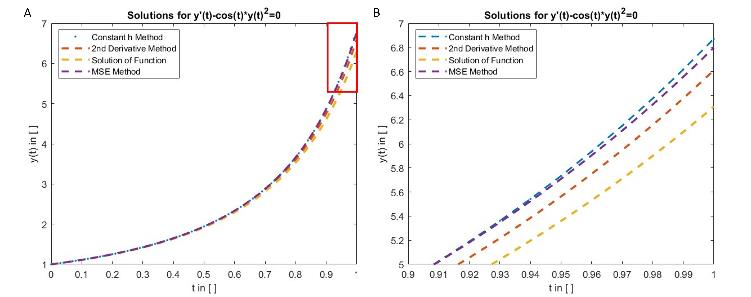 A
Solutions for y'(t)-cos(t)*y(t)²=0
Constant h Method
2nd Derivative Method
Solution of Function
MSE Method
7
6
5
4
3
2
1
y(t) in [ ]
0 0.1 0.2 0.3 0.4 0.5 0.6 0.7 0.8 0.9 1
t in [ ]
B
Solutions for y'(t)-cos(t)*y(t)²=0
Constant h Method
2nd Derivative Method
Solution of Function
MSE Method
7
6.8
6.6
6.4
6.2
6
5.8
5.6
5.4
5.2
5
y(t) in [ ]
0.9 0.91 0.92 0.93 0.94 0.95 0.96 0.97 0.98 0.99 1
t in [ ]